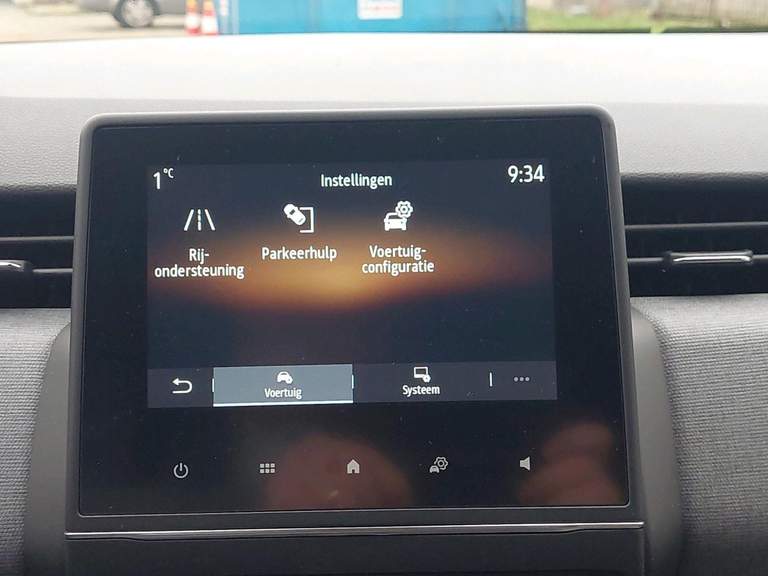 1°C
Instellingen
9:34
Rij-
ondersteuning
Parkeerhulp
Voertuig-
configuratie
Voertuig
Systeem